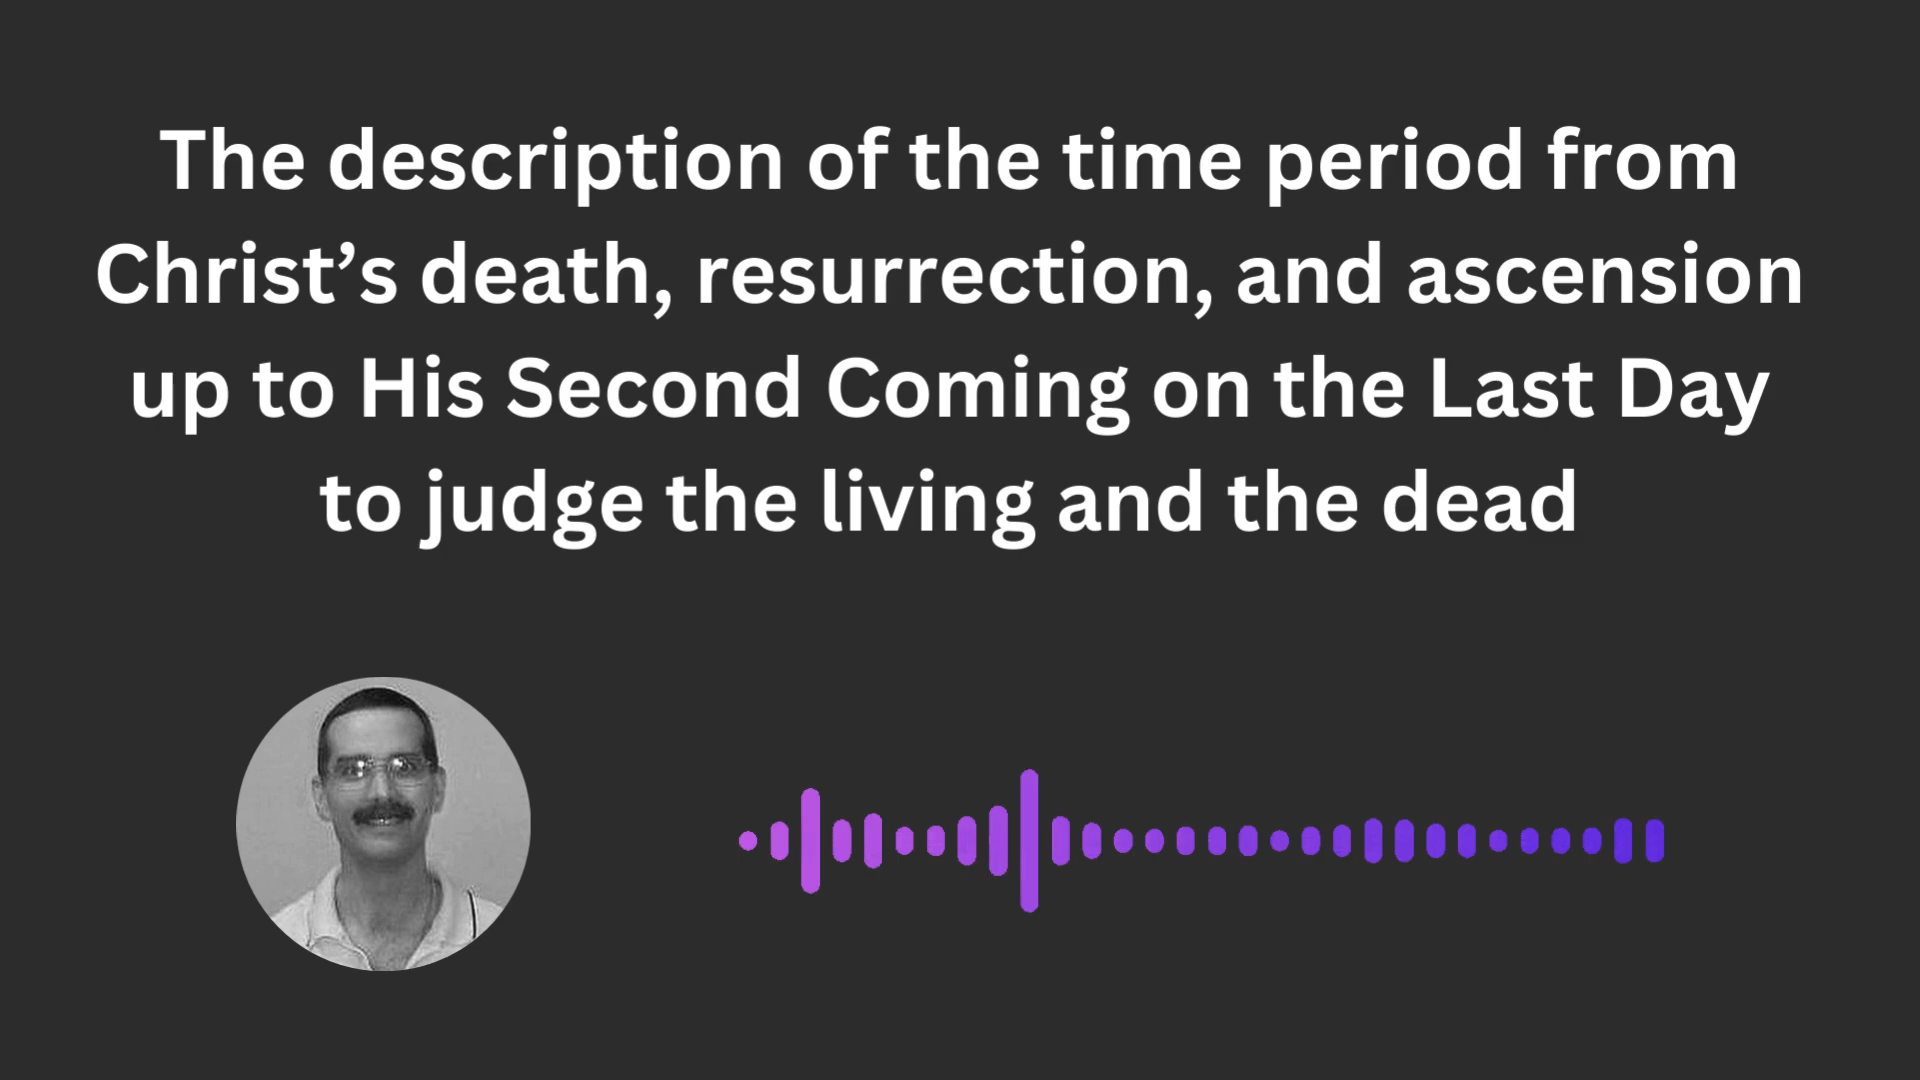 The description of the time period from
Christ’s death, resurrection, and ascension
up to His Second Coming on the Last Day
to judge the living and the dead